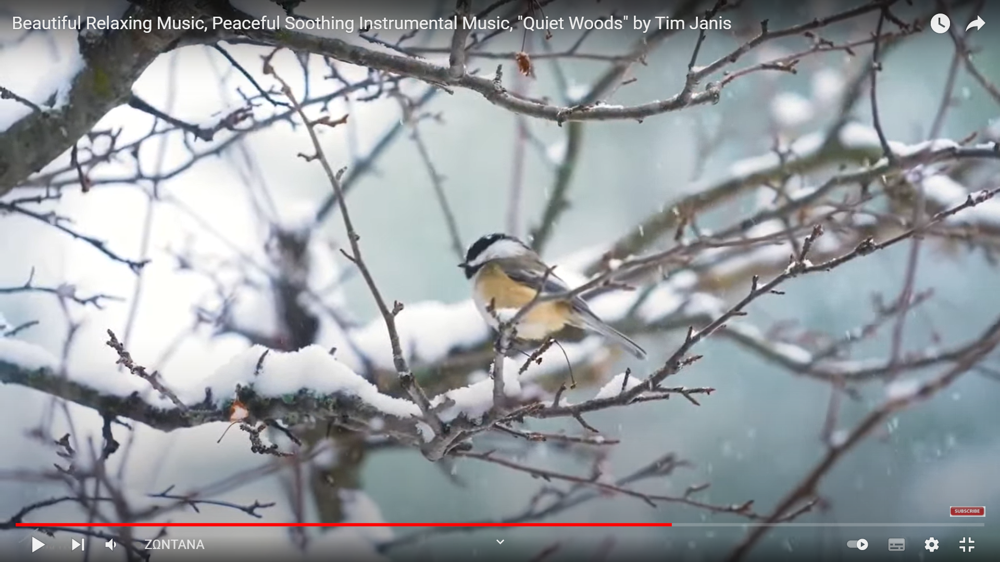 Beautiful Relaxing Music, Peaceful Soothing Instrumental Music, "Quiet Woods" by Tim Janis
SUBSCRIBE
ΖΩΝΤΑΝΑ